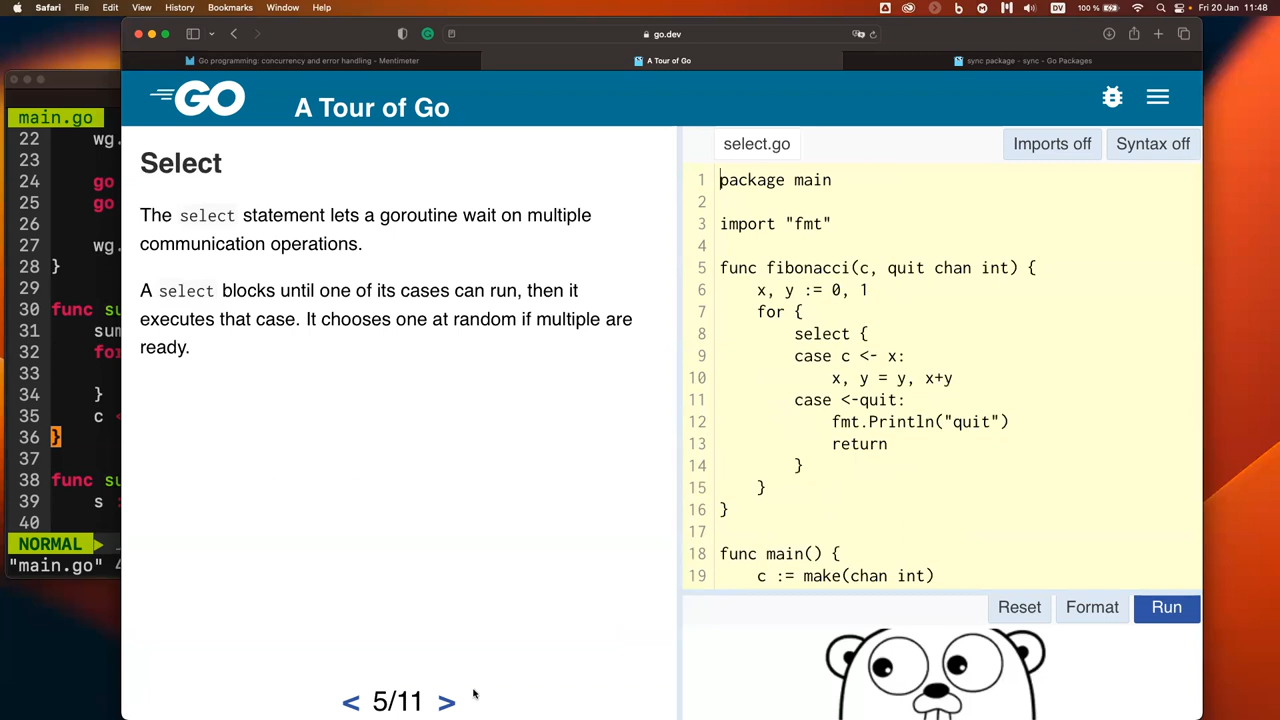 Safari File Edit View History Bookmarks Window Help DV 100 % Fri 20 Jan 11:48
go.dev
Go programing: concurrency and error handling - Mentimeter
A Tour of Go
sync package - sync - Go Packages
main.go
22 wg.
23
24 go
25 go
26
27 wg.
28 }
29
30 func su
31 sum
32 for
33
34 }
35 c <
36 }
37
38 func su
39 s :
40
NORMAL
"main.go" 4
GO
A Tour of Go
Select
The select statement lets a goroutine wait on multiple
communication operations.
A select blocks until one of its cases can run, then it
executes that case. It chooses one at random if multiple are
ready.
< 5/11 >
select.go
Imports off
Syntax off
1 package main
2
3 import "fmt"
4
5 func fibonacci(c, quit chan int) {
6 x, y := 0, 1
7 for {
8 select {
9 case c <- x:
10 x, y = y, x+y
11 case <-quit:
12 fmt.Println("quit")
13 return
14 }
15 }
16 }
17
18 func main() {
19 c := make(chan int)
Reset
Format
Run